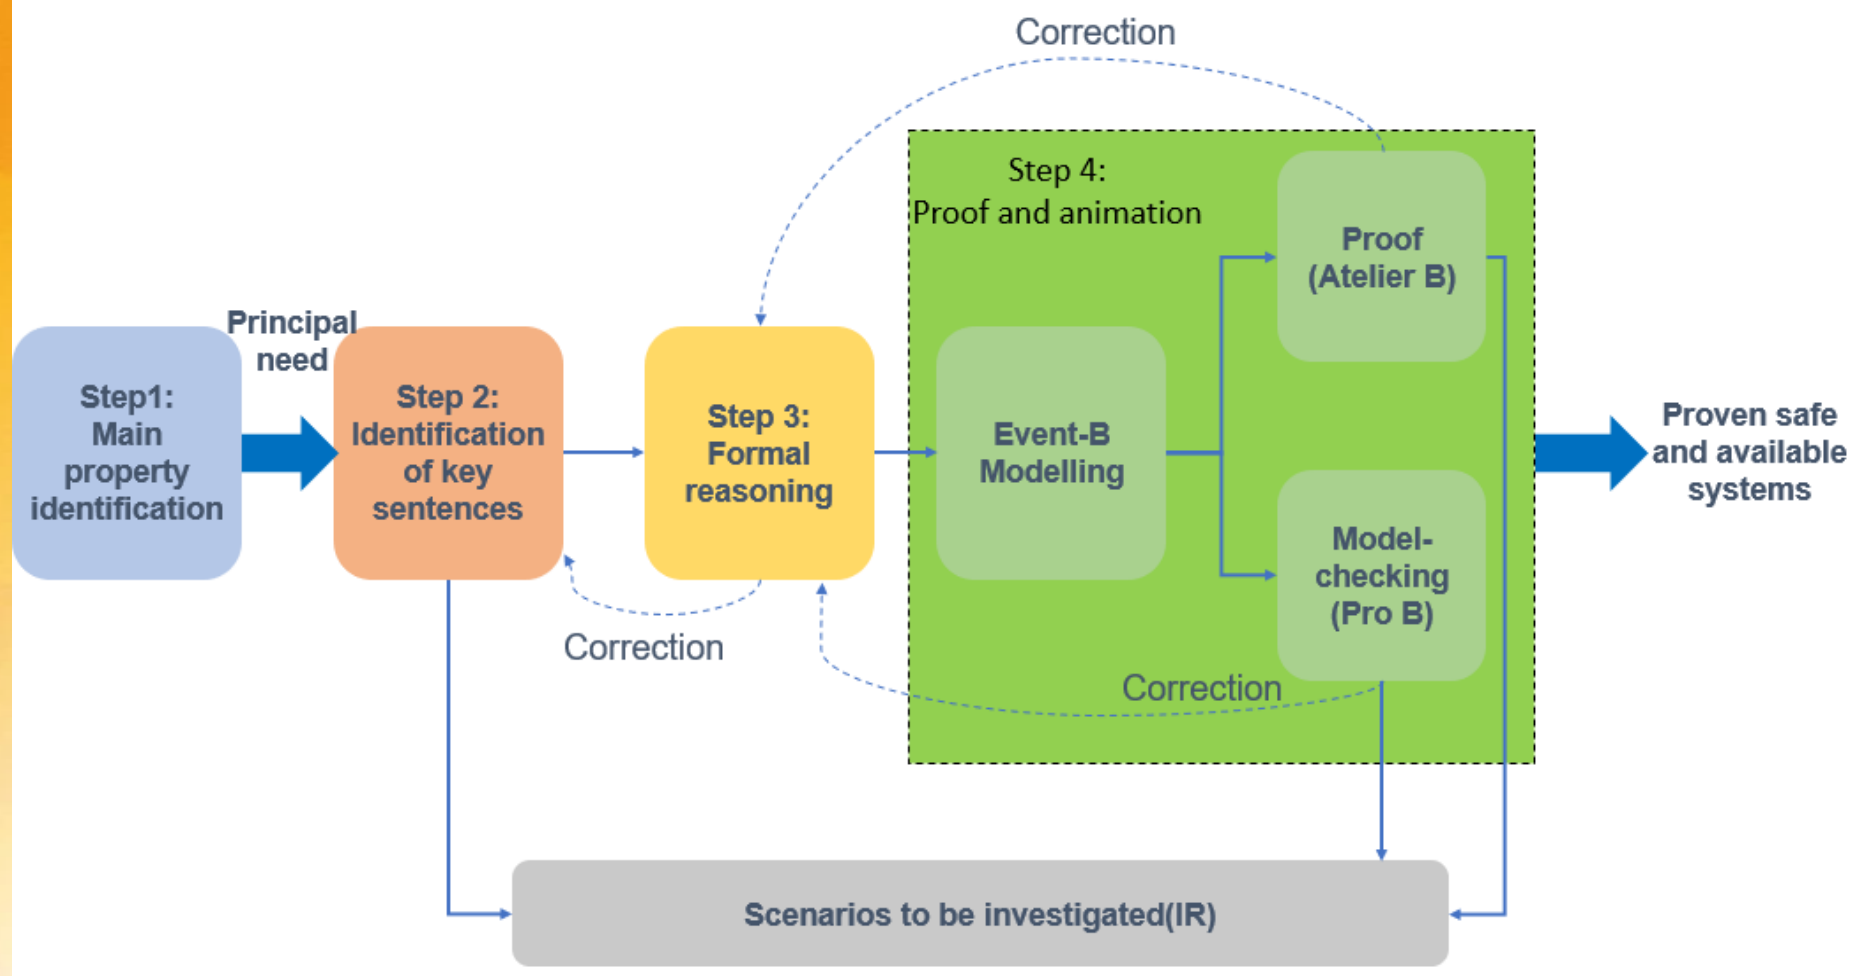 Correction
Step 4:
Proof and animation
Proof
(Atelier B)
Principal
need
Step1:
Main
property
identification
Step 2:
Identification
of key
sentences
Step 3:
Formal
reasoning
Event-B
Modelling
Proven safe
and available
systems
Model-
checking
(Pro B)
Correction
Correction
Scenarios to be investigated(IR)